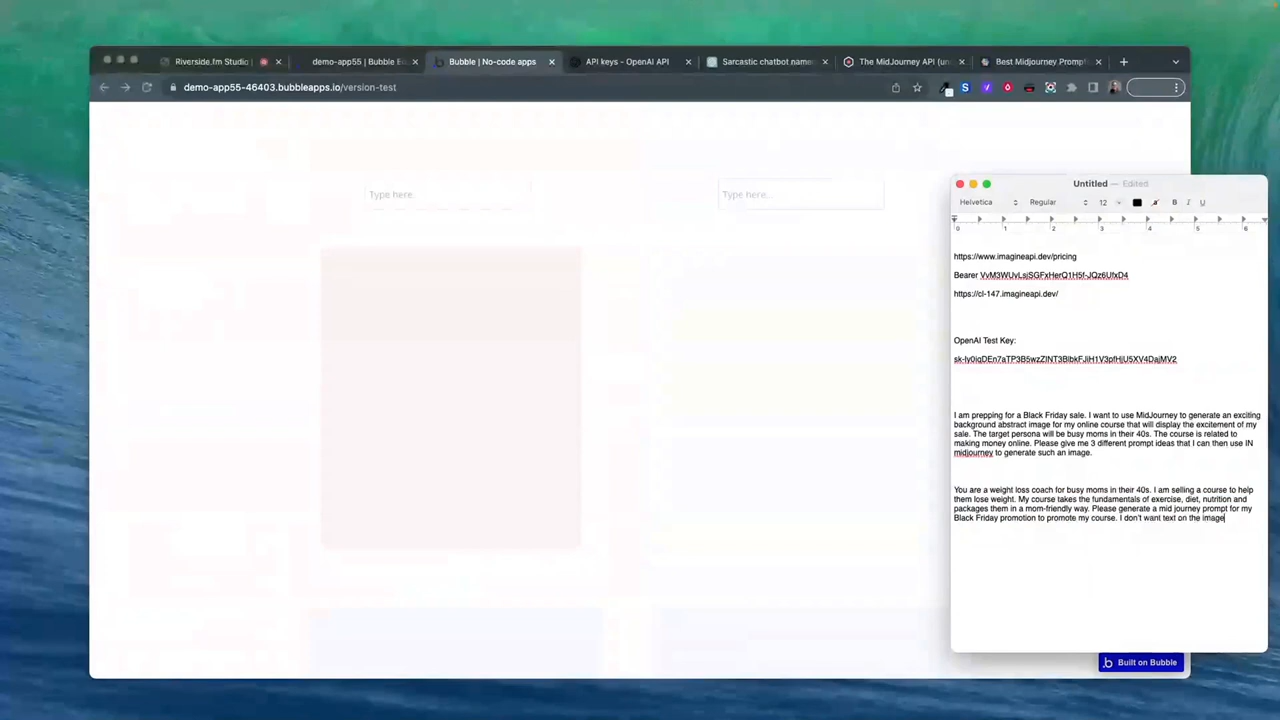 Riverside.fm Studio
demo-app55 | Bubble E
Bubble | No-code apps
API keys - OpenAI API
Sarcastic chatbot name
The MidJourney API (un
Best Midjourney Prompt
demo-app55-46403.bubbleapps.io/version-test
Type here..
Type here...
Untitled — Edited
Helvetica Regular 12 B I U
0 1 2 3 4 5 6
https://www.imagineapi.dev/pricing
Bearer
https://cl-147.imagineapi.dev/
OpenAI Test Key:
I am prepping for a Black Friday sale. I want to use MidJourney to generate an exciting
background abstract image for my online course that will display the excitement of my
sale. The target persona will be busy moms in their 40s. The course is related to
making money online. Please give me 3 different prompt ideas that I can then use IN
midjourney to generate such an image.
You are a weight loss coach for busy moms in their 40s. I am selling a course to help
them lose weight. My course takes the fundamentals of exercise, diet, nutrition and
packages them in a mom-friendly way. Please generate a mid journey prompt for my
Black Friday promotion to promote my course. I don't want text on the image
Built on Bubble